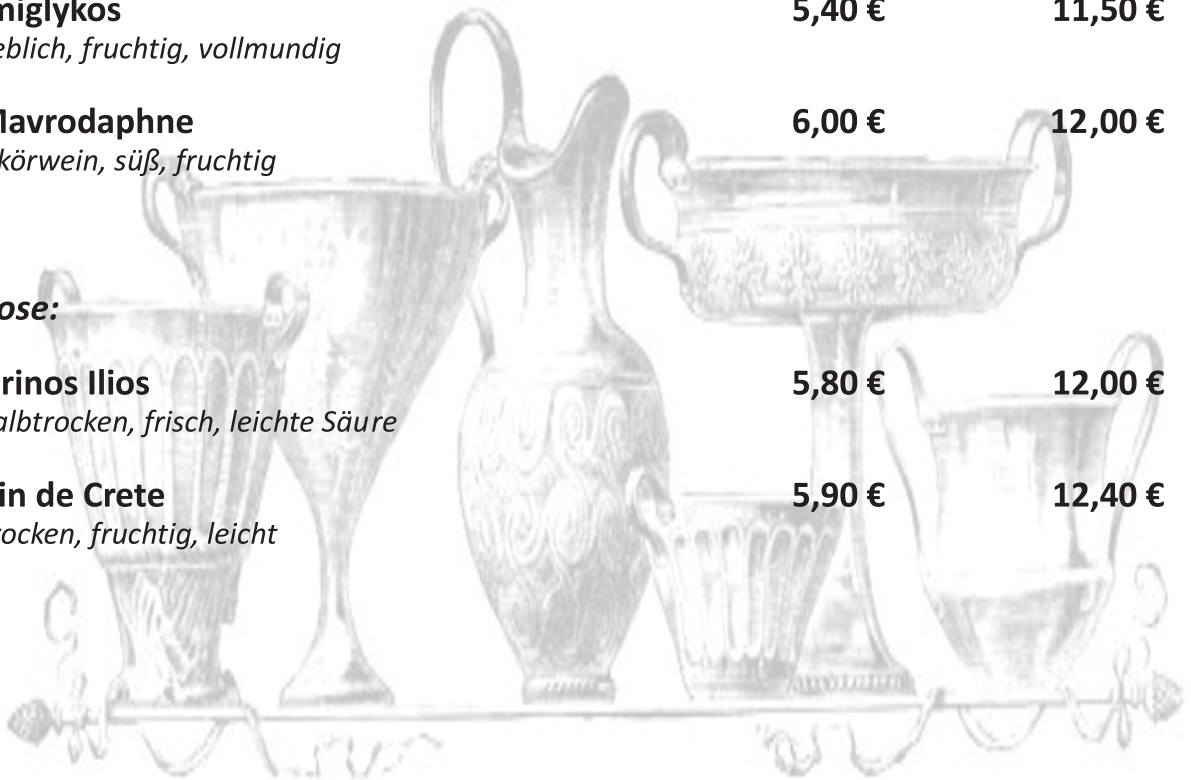 miglykos 5,40 € 11,50 €
eblich, fruchtig, vollmundig
Mavrodaphne 6,00 € 12,00 €
körwein, süß, fruchtig
ose:
rinos Ilios 5,80 € 12,00 €
albtrocken, frisch, leichte Säure
in de Crete 5,90 € 12,40 €
rocken, fruchtig, leicht